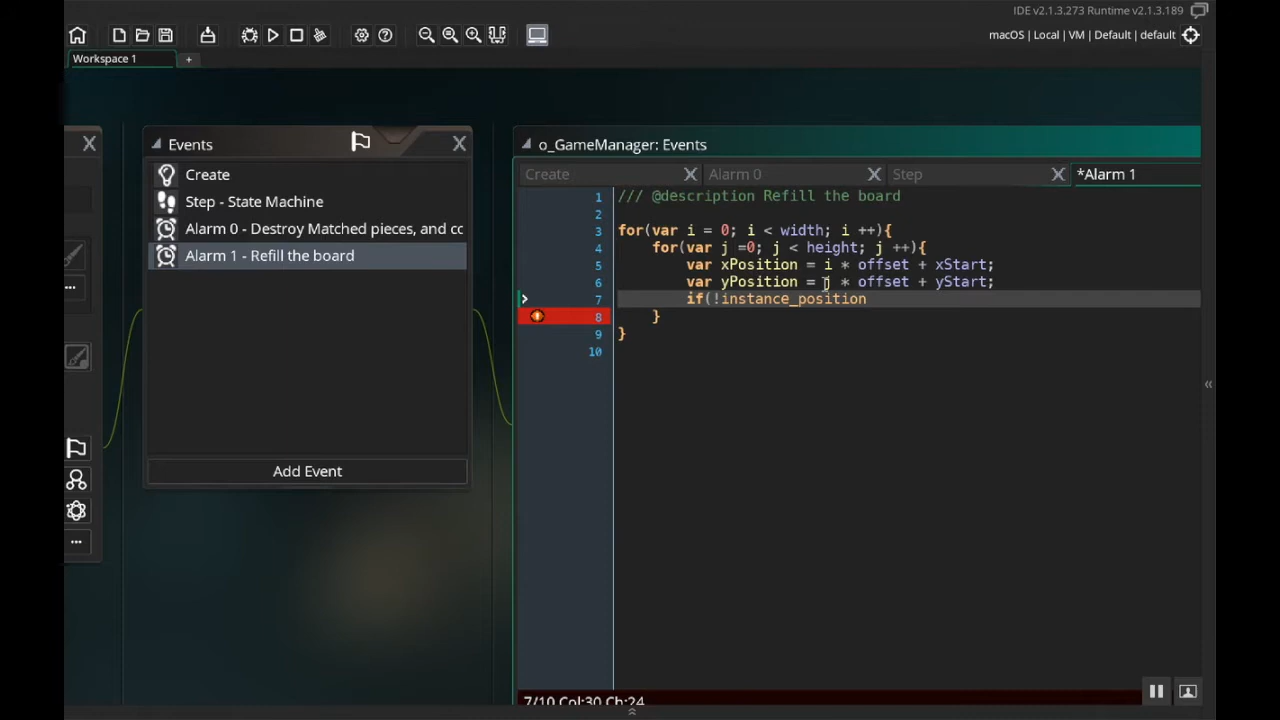 IDE v2.1.3.273 Runtime v2.1.3.189
macOS | Local | VM | Default | default
Workspace 1
+
Events
Create
Step - State Machine
Alarm 0 - Destroy Matched pieces, and cc
Alarm 1 - Refill the board
Add Event
o_GameManager: Events
Create
Alarm 0
Step
*Alarm 1
1 /// @description Refill the board
2
3 for(var i = 0; i < width; i ++){
4 for(var j =0; j < height; j ++){
5 var xPosition = i * offset + xStart;
6 var yPosition = j * offset + yStart;
7 if(!instance_position
8 }
9 }
10
7/10 Col:30 Ch:24